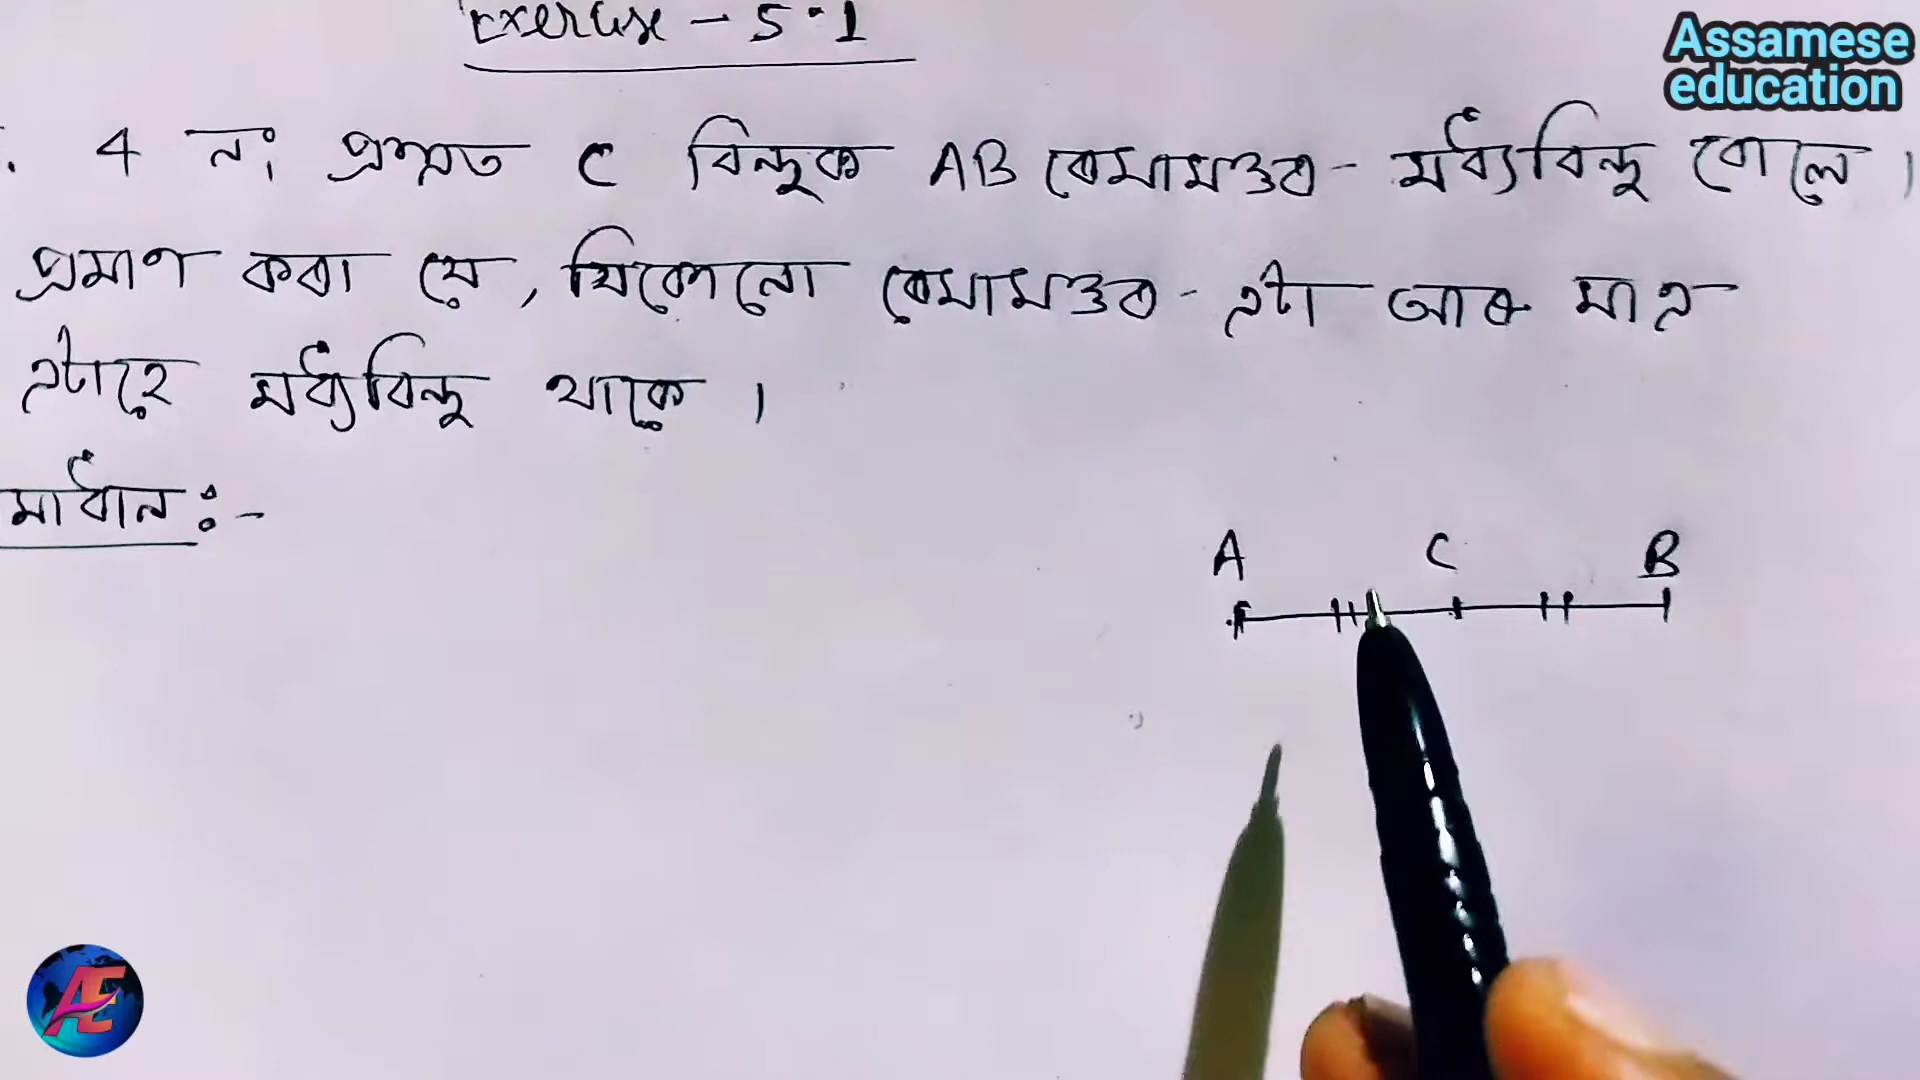 Exercise - 5.1
Assamese
education
4 নং প্ৰশ্নত C বিন্দুক AB ৰেখাখণ্ডৰ- মধ্যবিন্দু বোলে।
প্ৰমাণ কৰা যে, যিকোনো ৰেখাখণ্ডৰ- এটা আৰু মাত্ৰ
এটাহে মধ্যবিন্দু থাকে।
মাধান :-
A C B
AE